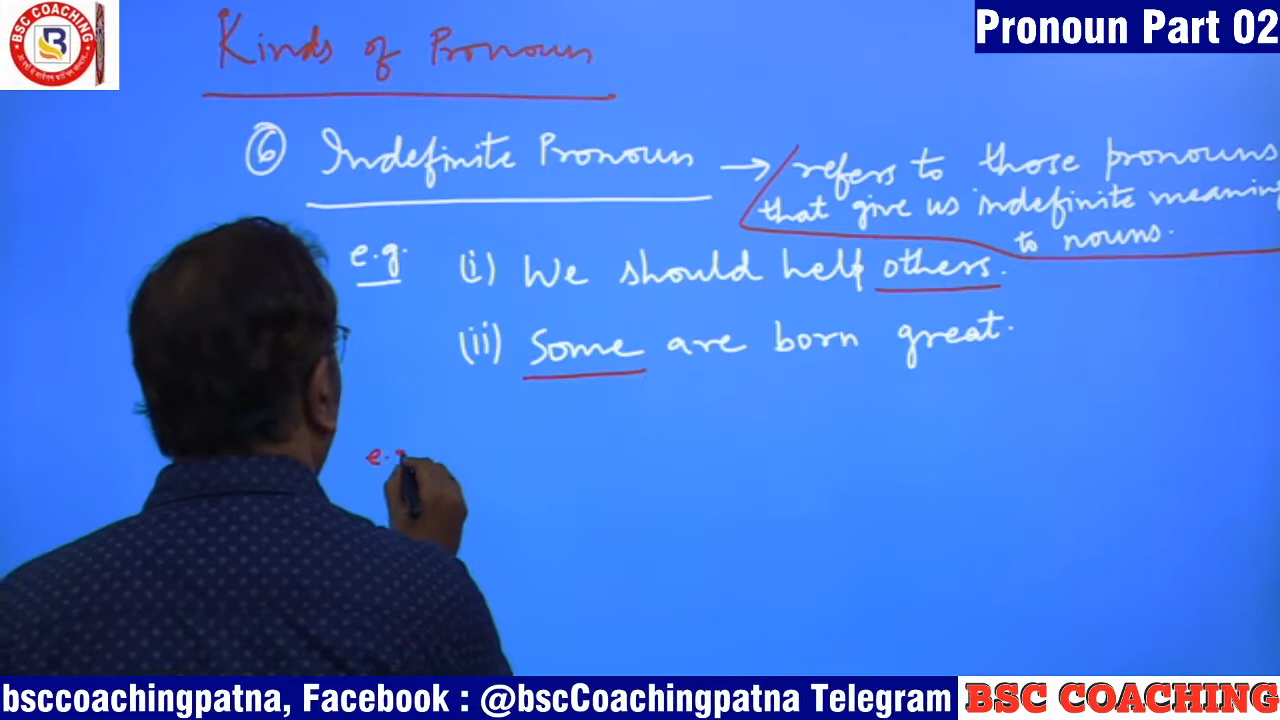 BSC COACHING
Pronoun Part 02
Kinds of Pronoun
⑥ Indefinite Pronoun → refers to those pronouns
that give us indefinite meaning
to nouns.
e.g. (i) We should help others.
(ii) Some are born great.
e.
bsccoachingpatna, Facebook : @bscCoachingpatna Telegram
BSC COACHING